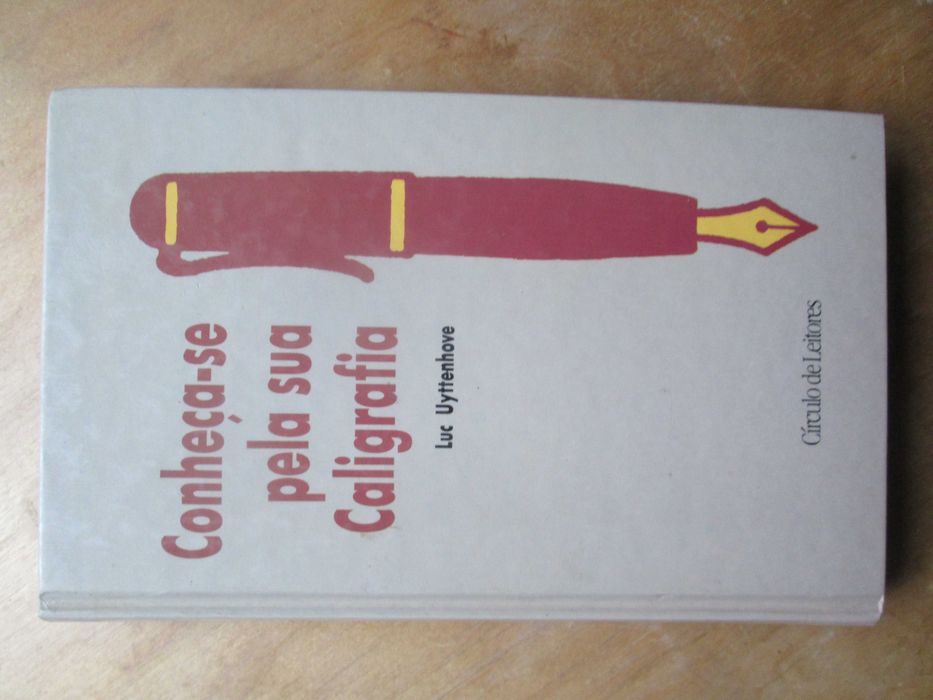 Conheça-se
pela sua
Caligrafia
Luc Uyttenhove
Círculo de Leitores